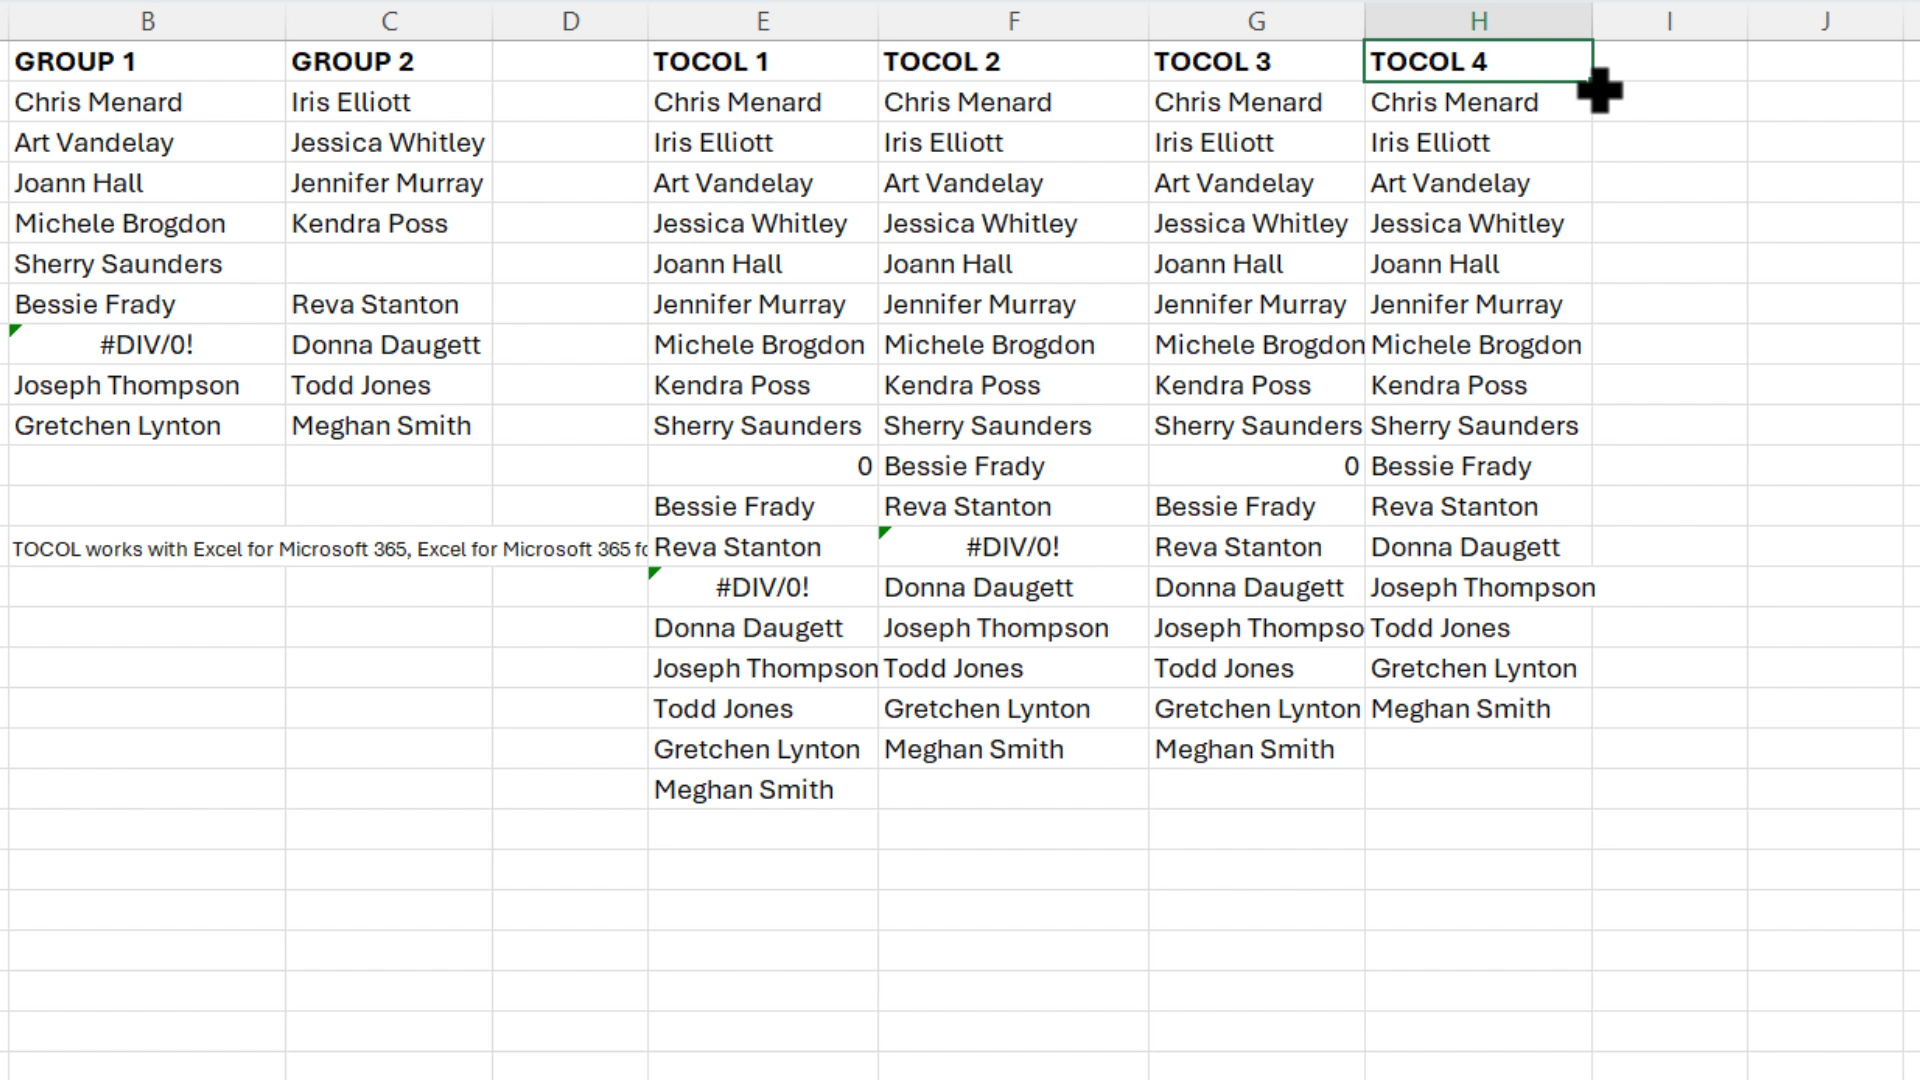 B C D E F G H I J
GROUP 1 GROUP 2 TOCOL 1 TOCOL 2 TOCOL 3 TOCOL 4
Chris Menard Iris Elliott Chris Menard Chris Menard Chris Menard Chris Menard
Art Vandelay Jessica Whitley Iris Elliott Iris Elliott Iris Elliott Iris Elliott
Joann Hall Jennifer Murray Art Vandelay Art Vandelay Art Vandelay Art Vandelay
Michele Brogdon Kendra Poss Jessica Whitley Jessica Whitley Jessica Whitley Jessica Whitley
Sherry Saunders Joann Hall Joann Hall Joann Hall Joann Hall
Bessie Frady Reva Stanton Jennifer Murray Jennifer Murray Jennifer Murray Jennifer Murray
#DIV/0! Donna Daugett Michele Brogdon Michele Brogdon Michele Brogdon Michele Brogdon
Joseph Thompson Todd Jones Kendra Poss Kendra Poss Kendra Poss Kendra Poss
Gretchen Lynton Meghan Smith Sherry Saunders Sherry Saunders Sherry Saunders Sherry Saunders
0 Bessie Frady 0 Bessie Frady
Bessie Frady Reva Stanton Bessie Frady Reva Stanton
TOCOL works with Excel for Microsoft 365, Excel for Microsoft 365 fo Reva Stanton #DIV/0! Reva Stanton Donna Daugett
#DIV/0! Donna Daugett Donna Daugett Joseph Thompson
Donna Daugett Joseph Thompson Joseph Thompso Todd Jones
Joseph Thompson Todd Jones Todd Jones Gretchen Lynton
Todd Jones Gretchen Lynton Gretchen Lynton Meghan Smith
Gretchen Lynton Meghan Smith Meghan Smith
Meghan Smith